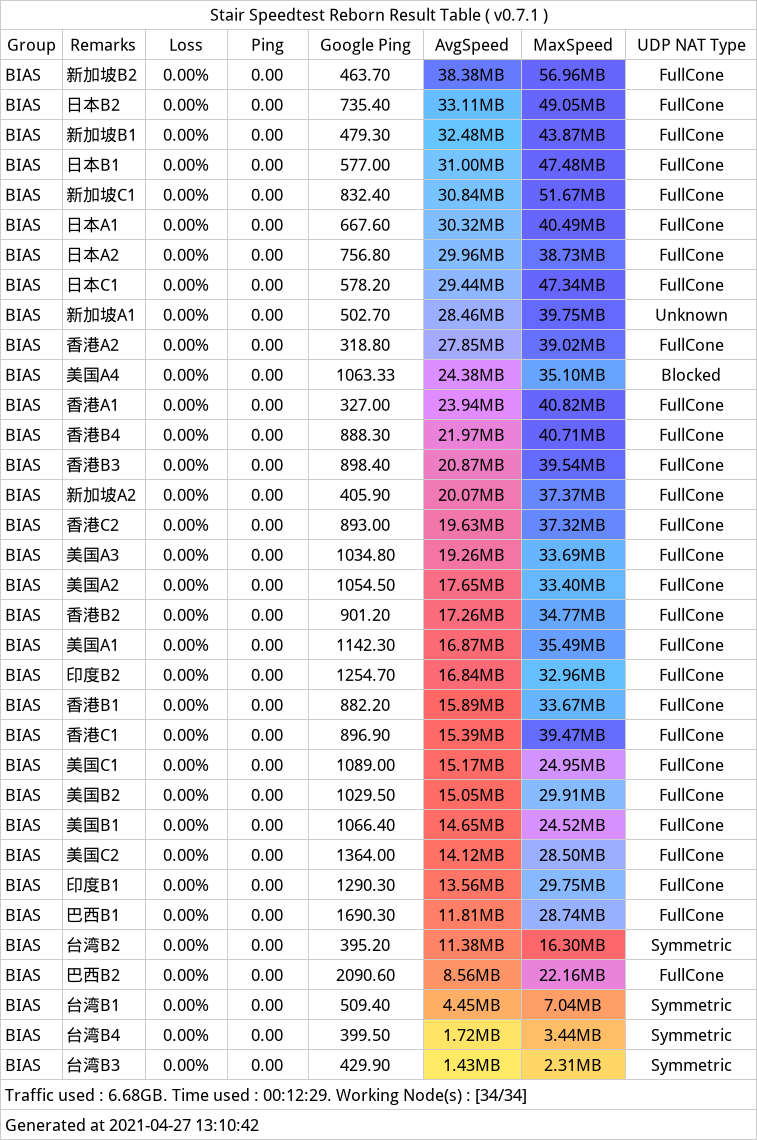 Stair Speedtest Reborn Result Table ( v0.7.1 )
Group Remarks Loss Ping Google Ping AvgSpeed MaxSpeed UDP NAT Type
BIAS 新加坡B2 0.00% 0.00 463.70 38.38MB 56.96MB FullCone
BIAS 日本B2 0.00% 0.00 735.40 33.11MB 49.05MB FullCone
BIAS 新加坡B1 0.00% 0.00 479.30 32.48MB 43.87MB FullCone
BIAS 日本B1 0.00% 0.00 577.00 31.00MB 47.48MB FullCone
BIAS 新加坡C1 0.00% 0.00 832.40 30.84MB 51.67MB FullCone
BIAS 日本A1 0.00% 0.00 667.60 30.32MB 40.49MB FullCone
BIAS 日本A2 0.00% 0.00 756.80 29.96MB 38.73MB FullCone
BIAS 日本C1 0.00% 0.00 578.20 29.44MB 47.34MB FullCone
BIAS 新加坡A1 0.00% 0.00 502.70 28.46MB 39.75MB Unknown
BIAS 香港A2 0.00% 0.00 318.80 27.85MB 39.02MB FullCone
BIAS 美国A4 0.00% 0.00 1063.33 24.38MB 35.10MB Blocked
BIAS 香港A1 0.00% 0.00 327.00 23.94MB 40.82MB FullCone
BIAS 香港B4 0.00% 0.00 888.30 21.97MB 40.71MB FullCone
BIAS 香港B3 0.00% 0.00 898.40 20.87MB 39.54MB FullCone
BIAS 新加坡A2 0.00% 0.00 405.90 20.07MB 37.37MB FullCone
BIAS 香港C2 0.00% 0.00 893.00 19.63MB 37.32MB FullCone
BIAS 美国A3 0.00% 0.00 1034.80 19.26MB 33.69MB FullCone
BIAS 美国A2 0.00% 0.00 1054.50 17.65MB 33.40MB FullCone
BIAS 香港B2 0.00% 0.00 901.20 17.26MB 34.77MB FullCone
BIAS 美国A1 0.00% 0.00 1142.30 16.87MB 35.49MB FullCone
BIAS 印度B2 0.00% 0.00 1254.70 16.84MB 32.96MB FullCone
BIAS 香港B1 0.00% 0.00 882.20 15.89MB 33.67MB FullCone
BIAS 香港C1 0.00% 0.00 896.90 15.39MB 39.47MB FullCone
BIAS 美国C1 0.00% 0.00 1089.00 15.17MB 24.95MB FullCone
BIAS 美国B2 0.00% 0.00 1029.50 15.05MB 29.91MB FullCone
BIAS 美国B1 0.00% 0.00 1066.40 14.65MB 24.52MB FullCone
BIAS 美国C2 0.00% 0.00 1364.00 14.12MB 28.50MB FullCone
BIAS 印度B1 0.00% 0.00 1290.30 13.56MB 29.75MB FullCone
BIAS 巴西B1 0.00% 0.00 1690.30 11.81MB 28.74MB FullCone
BIAS 台湾B2 0.00% 0.00 395.20 11.38MB 16.30MB Symmetric
BIAS 巴西B2 0.00% 0.00 2090.60 8.56MB 22.16MB FullCone
BIAS 台湾B1 0.00% 0.00 509.40 4.45MB 7.04MB Symmetric
BIAS 台湾B4 0.00% 0.00 399.50 1.72MB 3.44MB Symmetric
BIAS 台湾B3 0.00% 0.00 429.90 1.43MB 2.31MB Symmetric
Traffic used : 6.68GB. Time used : 00:12:29. Working Node(s) : [34/34]
Generated at 2021-04-27 13:10:42